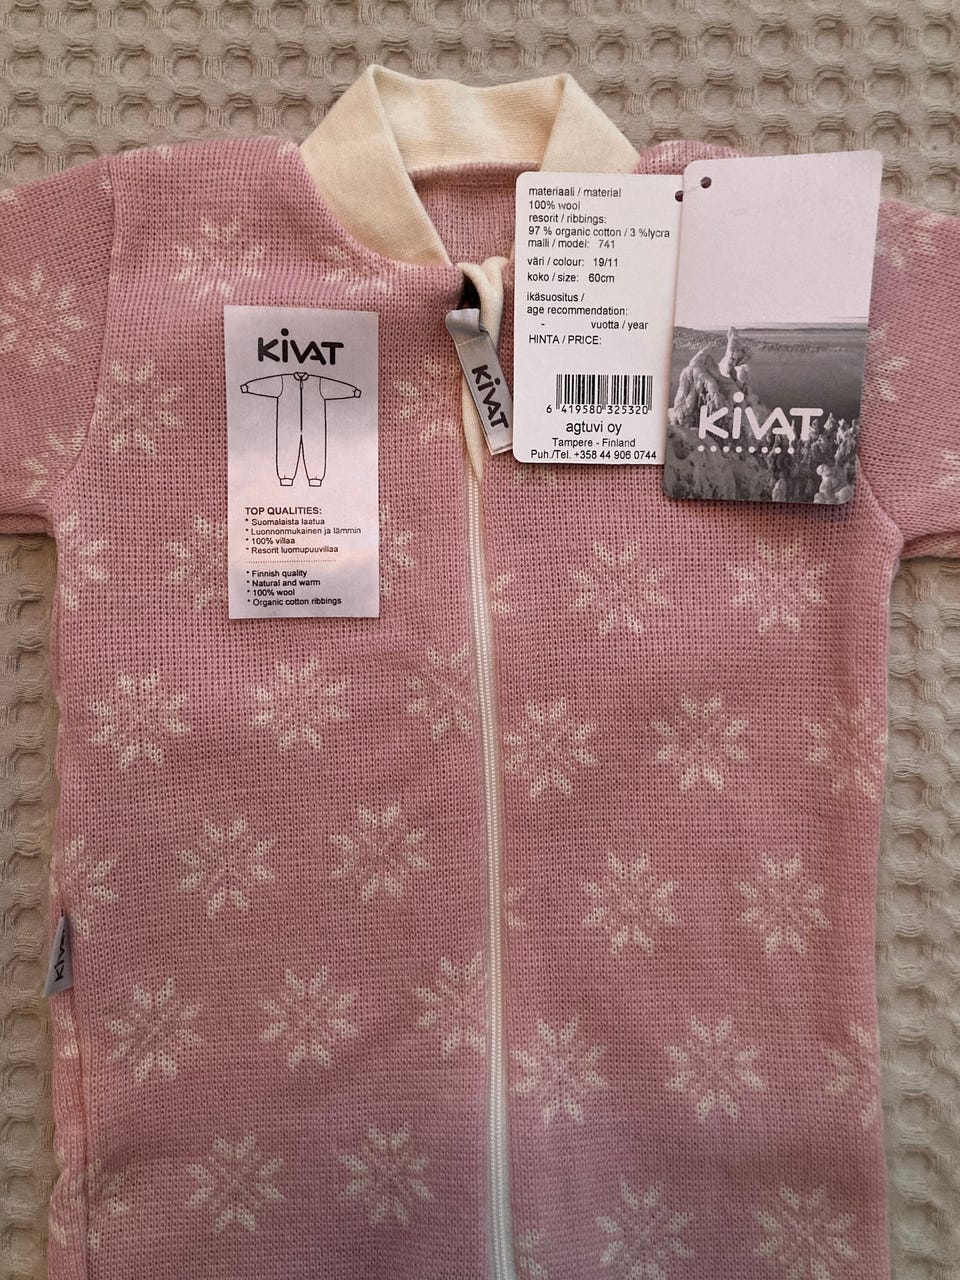 KIVAT
TOP QUALITIES:
* Suomalaista laatua
* Luonnonmukainen ja lämmin
* 100% villaa
* Resorit luomupuuvillaa
* Finnish quality
* Natural and warm
* 100% wool
* Organic cotton ribbings
KIVAT
materiaali / material
100% wool
resorit / ribbings:
97 % organic cotton / 3 %lycra
malli / model: 741
väri / colour: 19/11
koko / size: 60cm
ikäsuositus /
age recommendation:
- vuotta / year
HINTA / PRICE:
6 419580 325320
agtuvi oy
Tampere - Finland
Puh./Tel. +358 44 906 0744
KIVAT
KIVAT